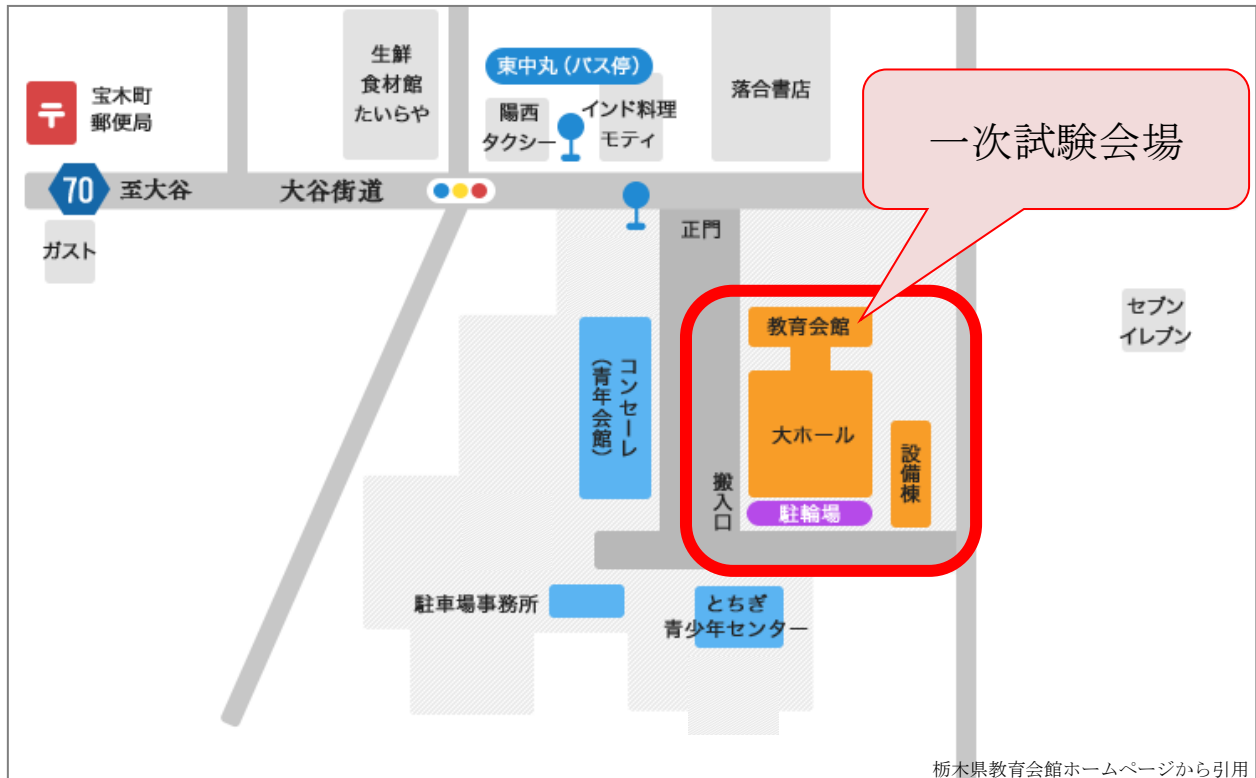 生鮮
食材館
たいらや
東中丸（バス停）
陽西
タクシー
インド料理
モティ
落合書店
一次試験会場
〒
宝木町
郵便局
70
至大谷
大谷街道
ガスト
正門
セブン
イレブン
教育会館
コンセーレ
（青年会館）
大ホール
設備棟
搬入口
駐輪場
駐車場事務所
とちぎ
青少年センター
栃木県教育会館ホームページから引用